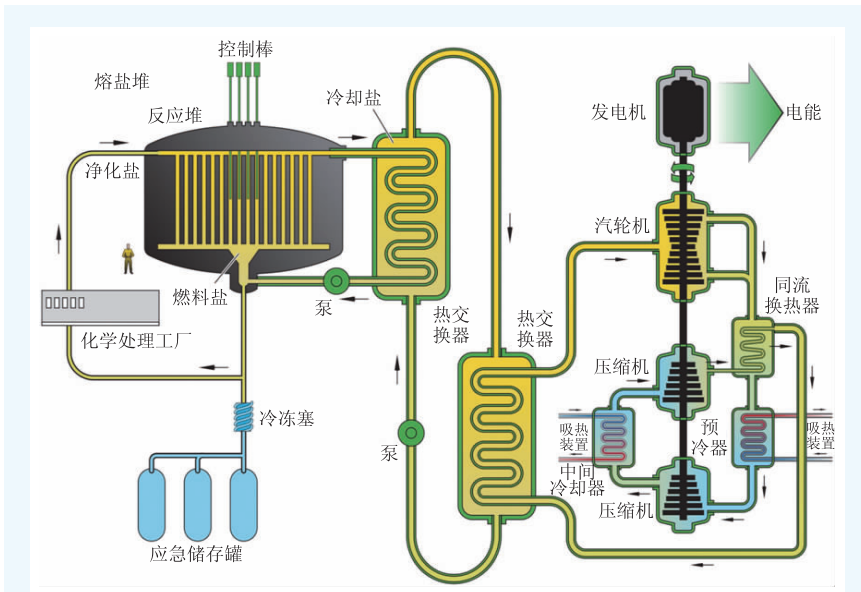 控制棒
熔盐堆
冷却盐
反应堆
发电机
电能
净化盐
汽轮机
燃料盐
泵
热交
换器
热交
换器
同流
换热器
化学处理工厂
压缩机
冷冻塞
泵
吸热
装置
预
冷器
吸热
装置
中间
冷却器
压缩机
应急储存罐